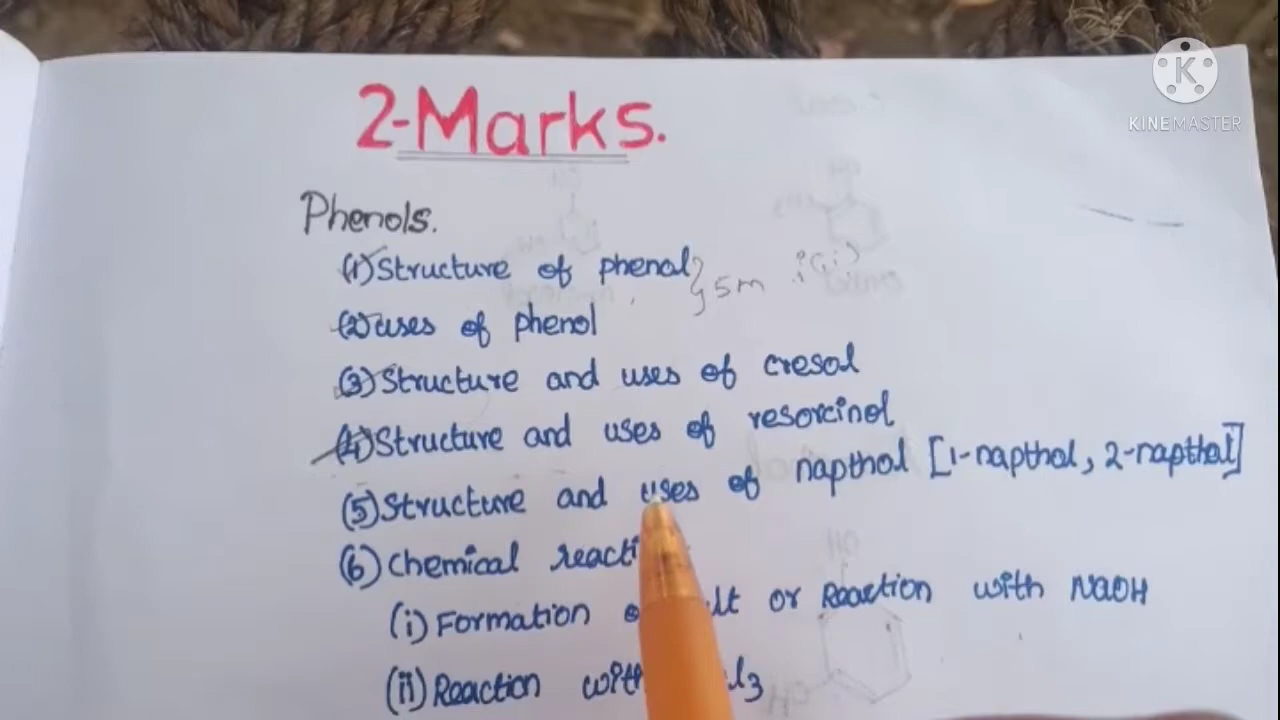 KINEMASTER
2-Marks.
Phenols.
(1) Structure of phenol } 5m
(2) uses of phenol
(3) Structure and uses of cresol
(4) Structure and uses of resorcinol
(5) Structure and uses of napthol [1-napthol, 2-napthol]
(6) Chemical
(i) Formation or Reaction with NaOH
(ii) Reaction